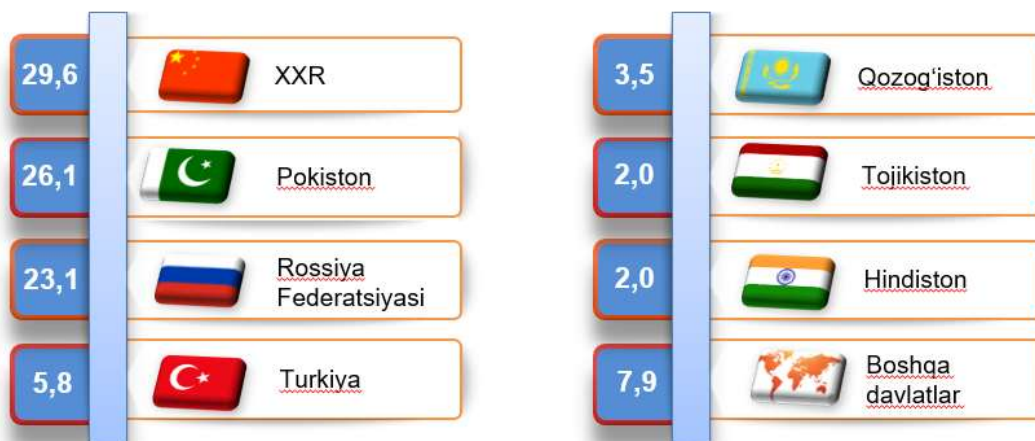 29,6
XXR
26,1
Pokiston
23,1
Rossiya
Federatsiyasi
5,8
Turkiya
3,5
Qozog‘iston
2,0
Tojikiston
2,0
Hindiston
7,9
Boshqa
davlatlar